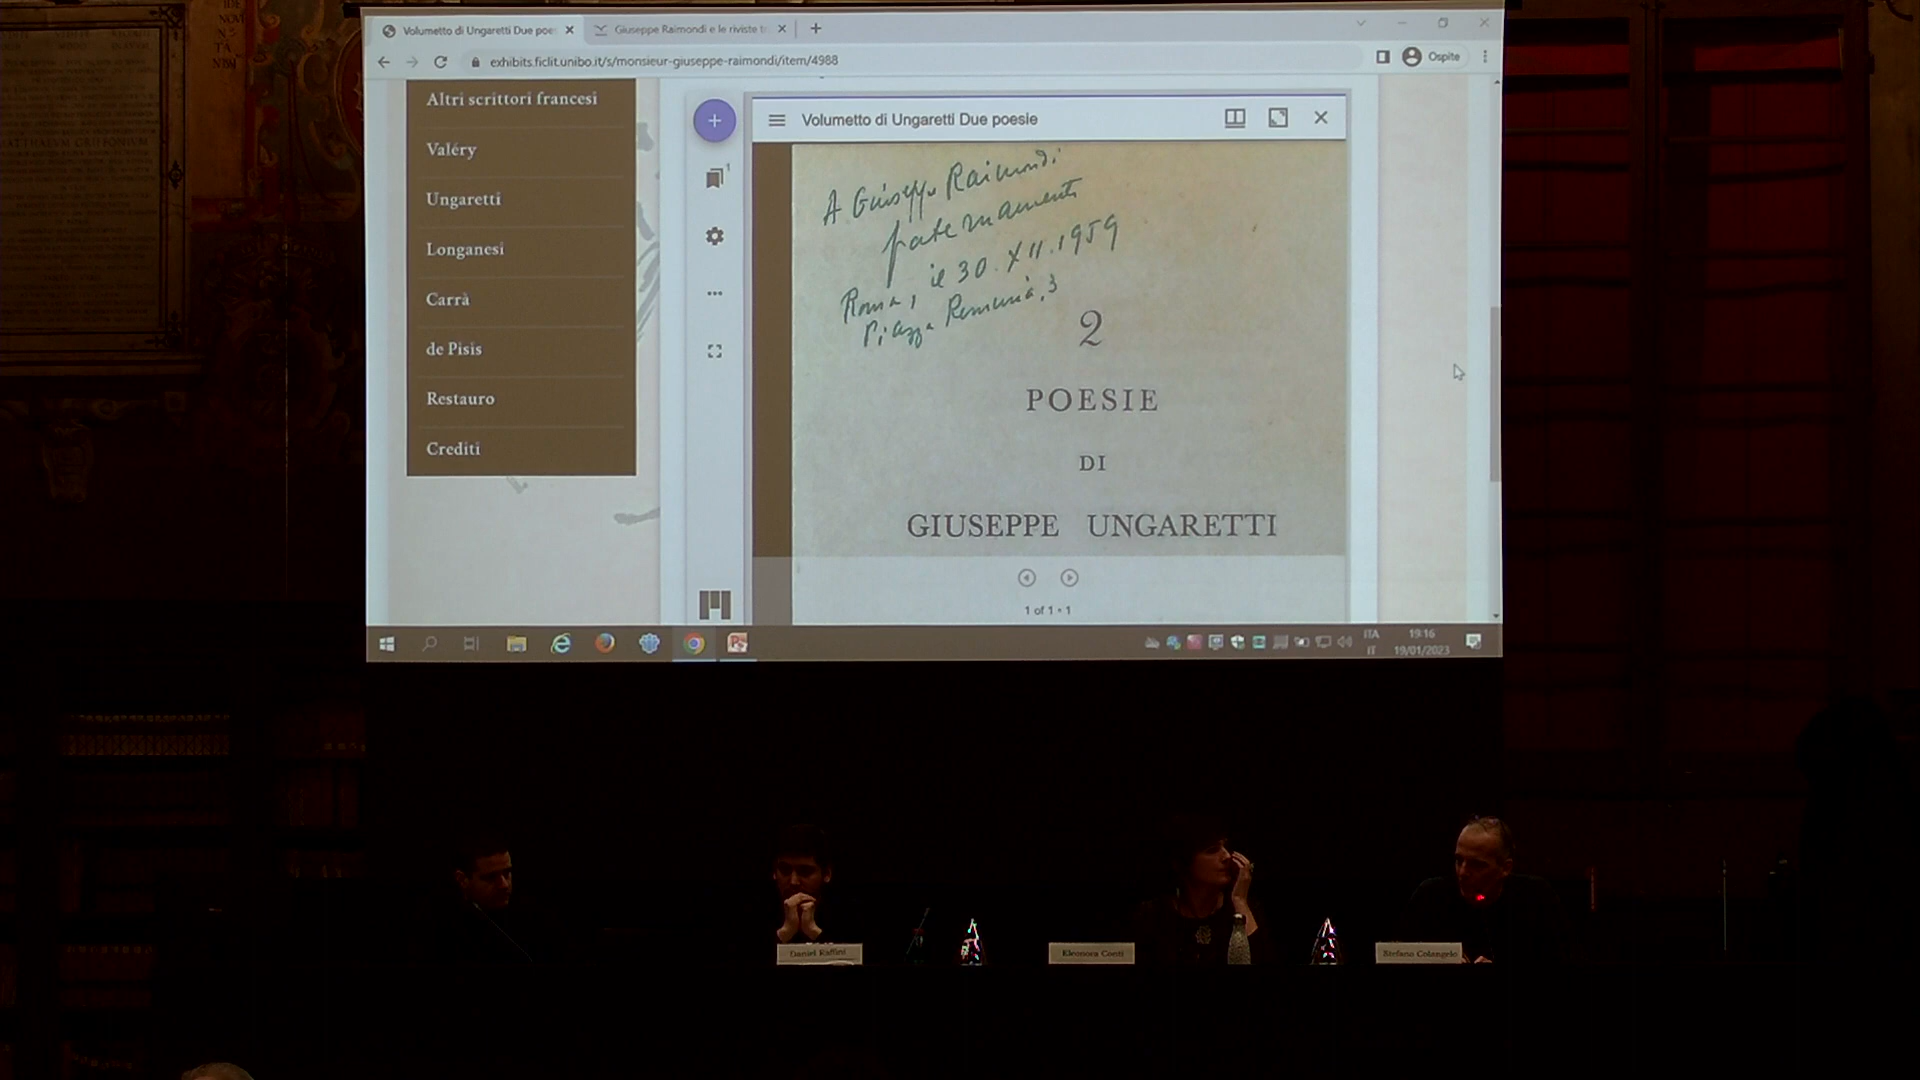 Volumetto di Ungaretti Due poe
Giuseppe Raimondi e le riviste t
exhibits.ficlit.unibo.it/s/monsieur-giuseppe-raimondi/item/4988
Ospite
Altri scrittori francesi
Valéry
Ungaretti
Longanesi
Carrà
de Pisis
Restauro
Crediti
Volumetto di Ungaretti Due poesie
1
A Giuseppe Raimondi
fraternamente
il 30.XII.1959
Roma,
Piazza Remuria, 3
2
POESIE
DI
GIUSEPPE UNGARETTI
1 of 1 • 1
ITA
IT
19:16
19/01/2023
Daniel Raffini
Eleonora Conti
Stefano Colangelo